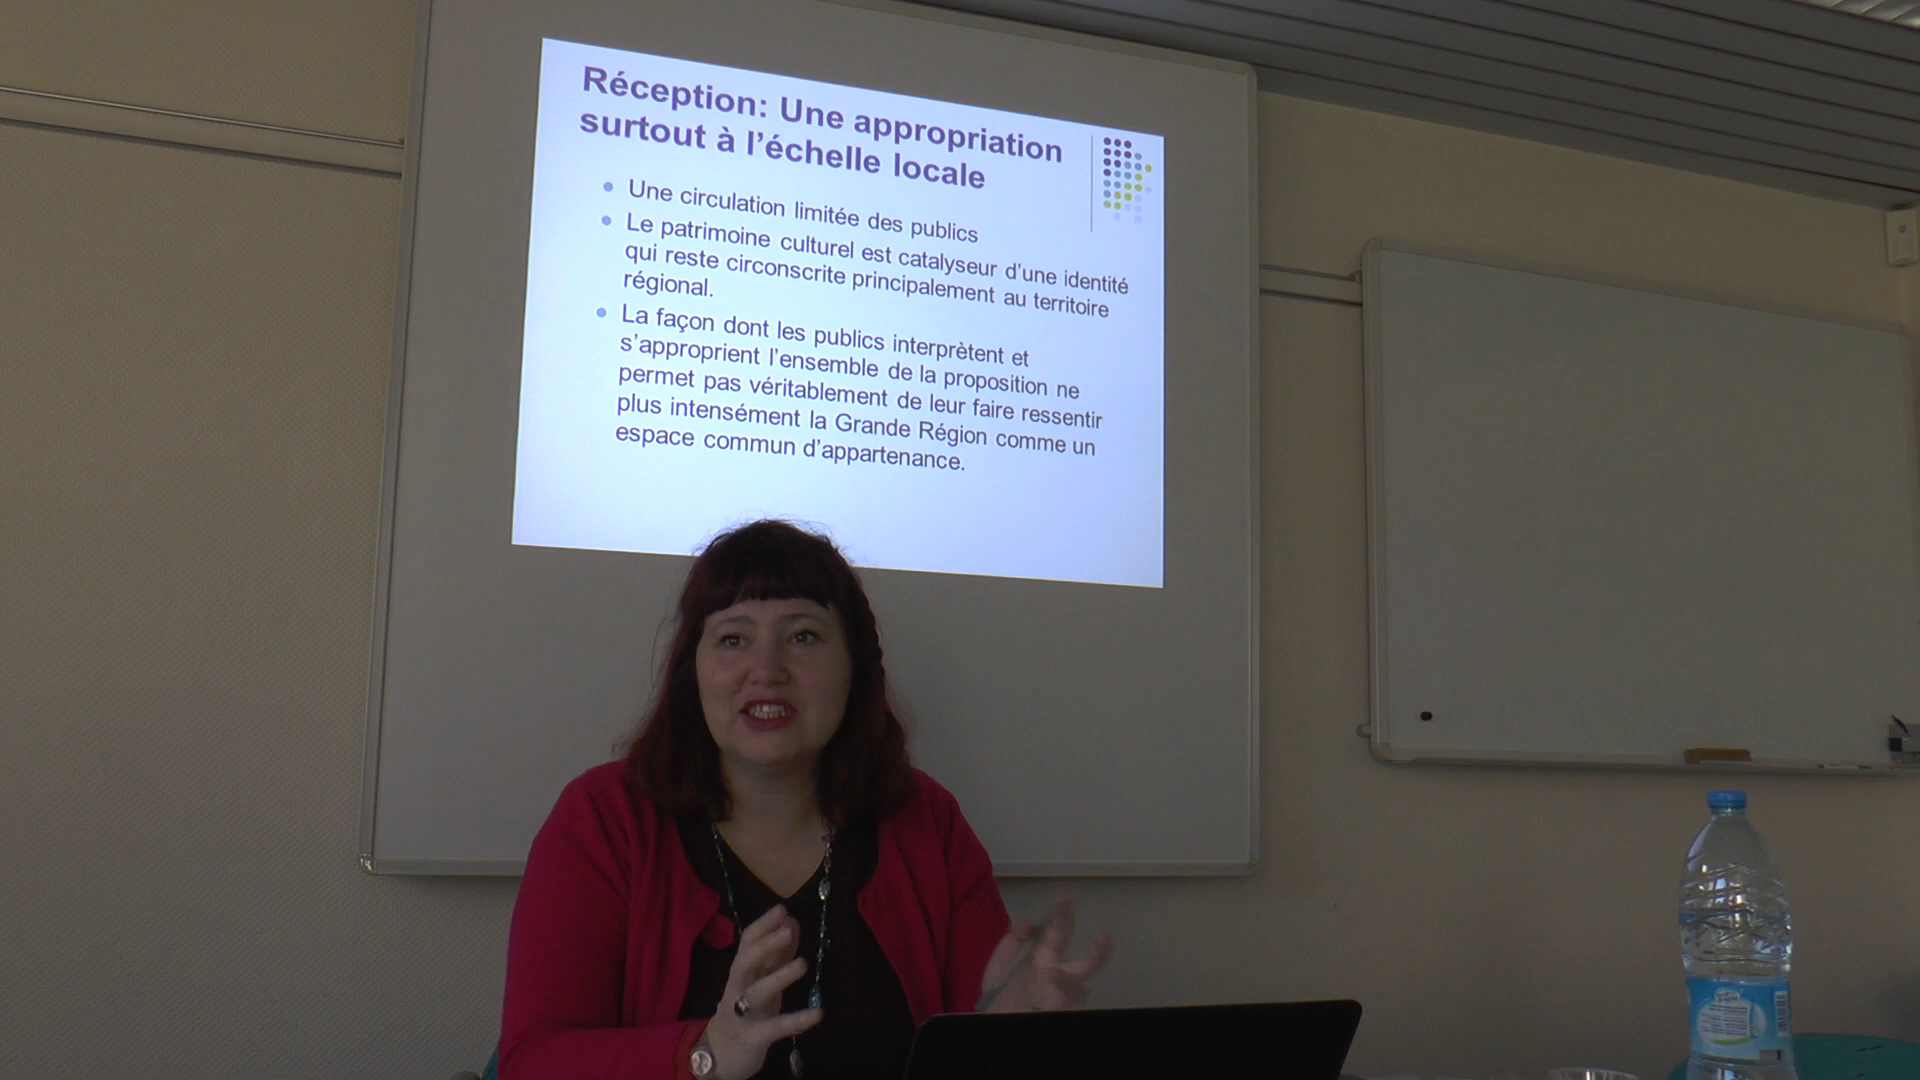 Réception: Une appropriation
surtout à l'échelle locale
Une circulation limitée des publics
Le patrimoine culturel est catalyseur d'une identité
qui reste circonscrite principalement au territoire
régional.
La façon dont les publics interprètent et
s'approprient l'ensemble de la proposition ne
permet pas véritablement de leur faire ressentir
plus intensément la Grande Région comme un
espace commun d'appartenance.